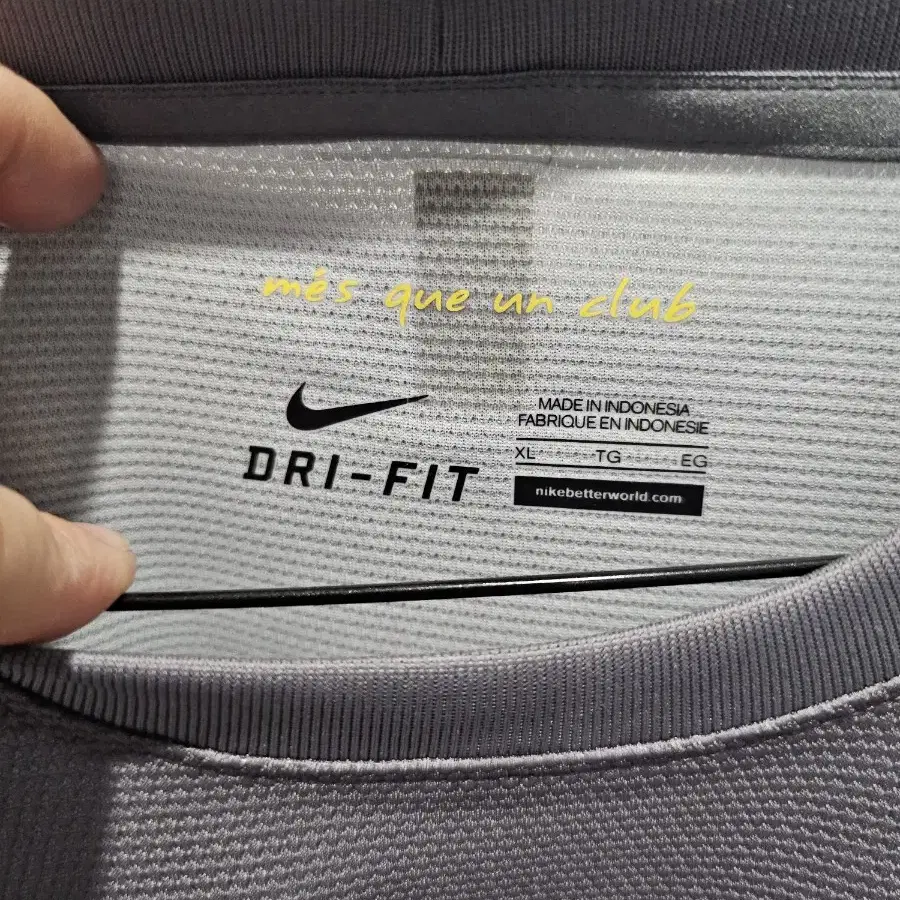 més que un club
DRI-FIT
MADE IN INDONESIA
FABRIQUE EN INDONESIE
XL TG EG
nikebetterworld.com